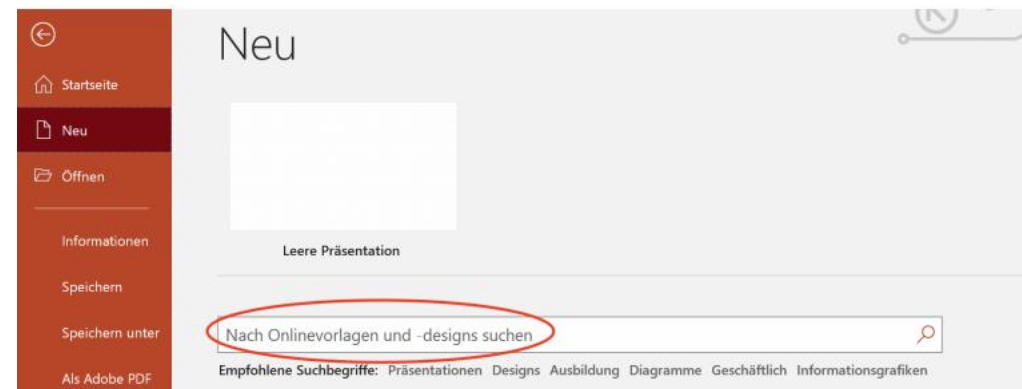 Neu
Startseite
Neu
Öffnen
Informationen
Leere Präsentation
Speichern
Speichern unter
Nach Onlinevorlagen und -designs suchen
Als Adobe PDF
Empfohlene Suchbegriffe: Präsentationen Designs Ausbildung Diagramme Geschäftlich Informationsgrafiken
K